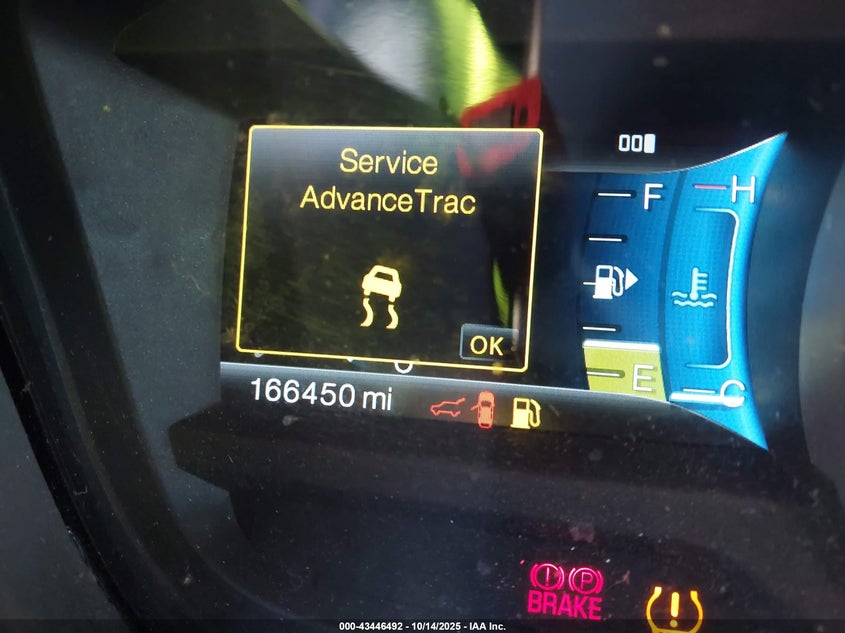 Service
AdvanceTrac
OK
F
H
E
C
166450 mi
(!) (P)
BRAKE
000-43446492 - 10/14/2025 - IAA Inc.